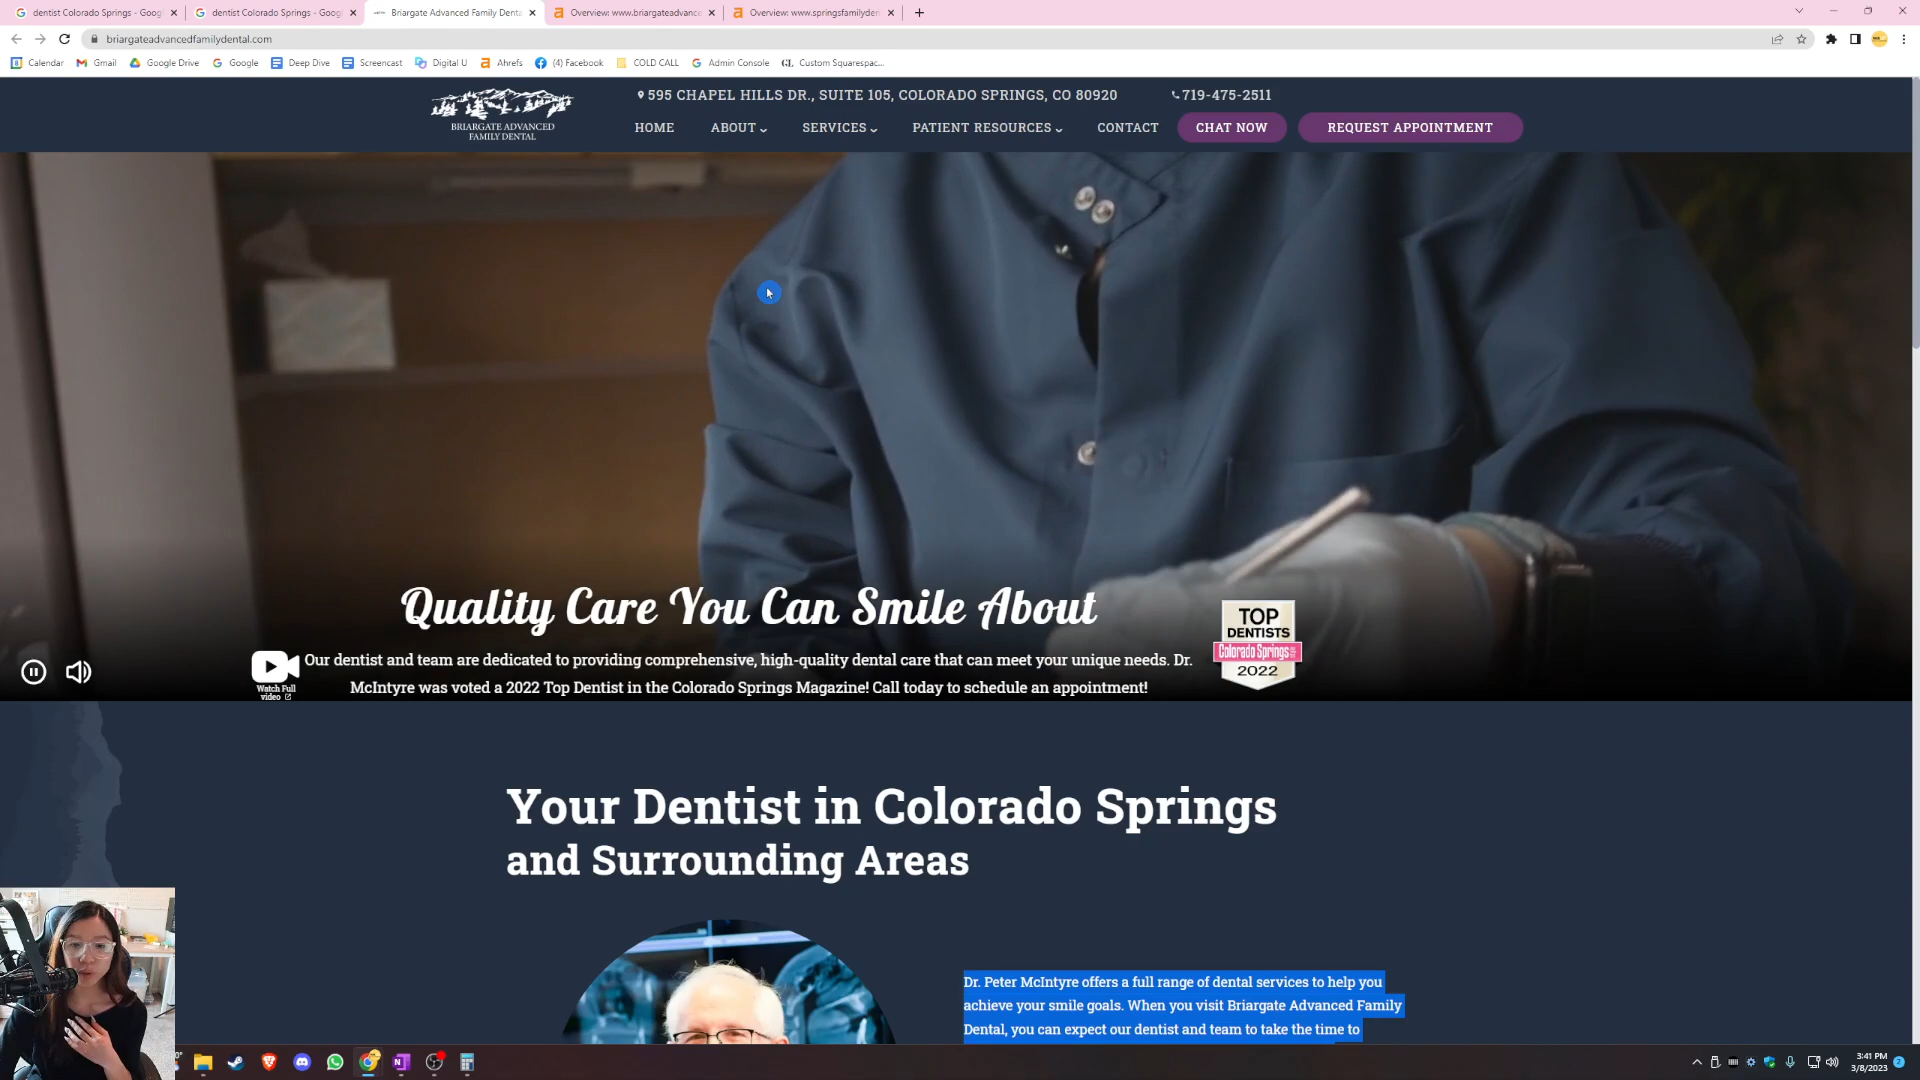 dentist Colorado Springs - Goog
dentist Colorado Springs - Goog
Briargate Advanced Family Denta
Overview: www.briargateadvance
Overview: www.springsfamilyden
briargateadvancedfamilydental.com
Calendar
Gmail
Google Drive
Google
Deep Dive
Screencast
Digital U
Ahrefs
(4) Facebook
COLD CALL
Admin Console
Custom Squarespac...
BRIARGATE ADVANCED
FAMILY DENTAL
595 CHAPEL HILLS DR., SUITE 105, COLORADO SPRINGS, CO 80920
719-475-2511
HOME
ABOUT
SERVICES
PATIENT RESOURCES
CONTACT
CHAT NOW
REQUEST APPOINTMENT
Quality Care You Can Smile About
Watch Full
video
Our dentist and team are dedicated to providing comprehensive, high-quality dental care that can meet your unique needs. Dr.
McIntyre was voted a 2022 Top Dentist in the Colorado Springs Magazine! Call today to schedule an appointment!
TOP
DENTISTS
Colorado Springs
2022
Your Dentist in Colorado Springs
and Surrounding Areas
Dr. Peter McIntyre offers a full range of dental services to help you
achieve your smile goals. When you visit Briargate Advanced Family
Dental, you can expect our dentist and team to take the time to
3:41 PM
3/8/2023